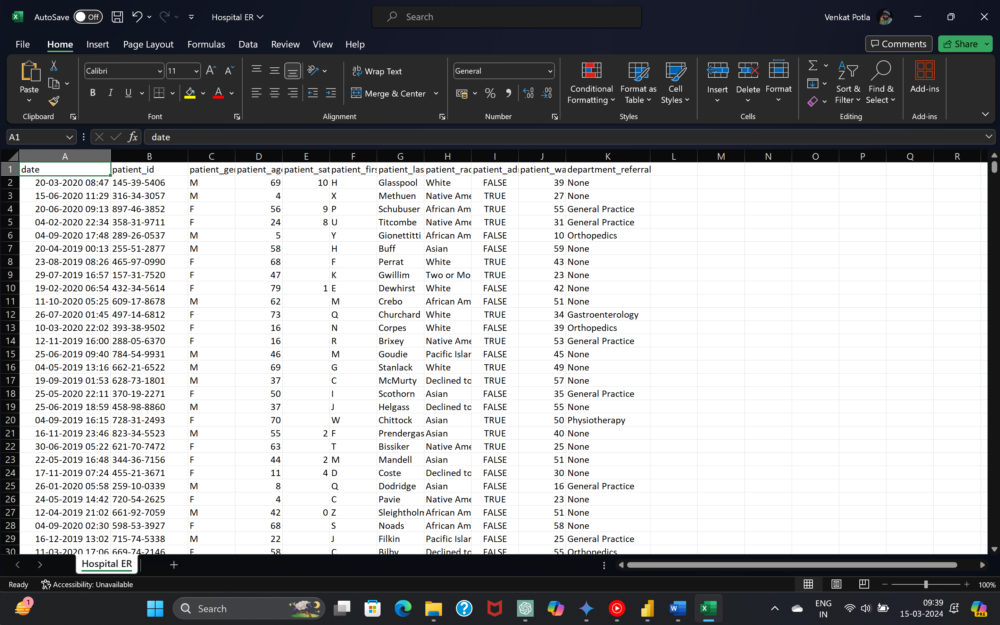 AutoSave Off Hospital ER Search Venkat Potla
File Home Insert Page Layout Formulas Data Review View Help Comments Share
Paste Calibri 11 Wrap Text General Conditional Formatting Format as Table Cell Styles Insert Delete Format Sort & Filter Find & Select Add-ins
B I U A Merge & Center % 9
Clipboard Font Alignment Number Styles Cells Editing Add-ins
A1 fx date
A B C D E F G H I J K L M N O P Q R
1 date patient_id patient_ger patient_age patient_sat patient_firs patient_las patient_rac patient_ad patient_wa department_referral
2 20-03-2020 08:47 145-39-5406 M 69 10 H Glasspool White FALSE 39 None
3 15-06-2020 11:29 316-34-3057 M 4 X Methuen Native Ame TRUE 27 None
4 20-06-2020 09:13 897-46-3852 F 56 9 P Schubuser African Am TRUE 55 General Practice
5 04-02-2020 22:34 358-31-9711 F 24 8 U Titcombe Native Ame TRUE 31 General Practice
6 04-09-2020 17:48 289-26-0537 M 5 Y Gionettitti African Am FALSE 10 Orthopedics
7 20-04-2019 00:13 255-51-2877 M 58 H Buff Asian FALSE 59 None
8 23-08-2019 08:26 465-97-0990 F 68 F Perrat White TRUE 43 None
9 29-07-2019 16:57 157-31-7520 F 47 K Gwillim Two or Mo TRUE 23 None
10 19-02-2020 06:54 432-34-5614 F 79 1 E Dewhirst White FALSE 42 None
11 11-10-2020 05:25 609-17-8678 M 62 M Crebo African Am FALSE 51 None
12 26-07-2020 01:45 497-14-6812 F 73 Q Churchard White TRUE 34 Gastroenterology
13 10-03-2020 22:02 393-38-9502 F 16 N Corpes White FALSE 39 Orthopedics
14 12-11-2019 16:00 288-05-6370 F 16 R Brixey Native Ame TRUE 53 General Practice
15 25-06-2019 09:40 784-54-9931 M 46 M Goudie Pacific Islar FALSE 45 None
16 04-05-2019 13:16 662-21-6522 M 69 G Stanlack White TRUE 49 None
17 19-09-2019 01:53 628-73-1801 M 37 C McMurty Declined to TRUE 57 None
18 25-05-2020 22:11 370-19-2271 F 50 I Scothorn Asian FALSE 35 General Practice
19 25-06-2019 18:59 458-98-8860 M 37 J Helgass Declined to FALSE 55 None
20 04-09-2019 16:15 728-31-2493 F 70 W Chittock Asian TRUE 50 Physiotherapy
21 16-11-2019 23:46 823-34-5523 M 55 2 F Prendergas Asian TRUE 40 None
22 30-06-2019 05:22 621-70-7472 F 63 T Bissiker Native Ame TRUE 25 None
23 22-05-2019 16:48 344-36-7156 F 44 2 M Mandell Asian FALSE 51 None
24 17-11-2019 07:24 455-21-3671 F 11 4 D Coste Declined to FALSE 30 None
25 26-01-2020 05:58 259-10-0339 M 8 Q Dodridge Asian FALSE 16 General Practice
26 24-05-2019 14:42 720-54-2625 F 4 C Pavie Native Ame TRUE 23 None
27 12-04-2019 21:02 661-92-7059 M 42 0 Z Sleightholm African Am FALSE 51 None
28 04-09-2020 02:30 598-53-3927 F 68 S Noads African Am FALSE 58 None
29 16-12-2019 13:02 715-74-5338 M 22 J Filkin Pacific Islar FALSE 25 General Practice
30 11-03-2020 17:06 669-74-2146 F 58 C Bilby Declined to FALSE 55 Orthopedics
Hospital ER
Ready Accessibility: Unavailable 100%
1 Search ENG IN 09:39 15-03-2024 PRE